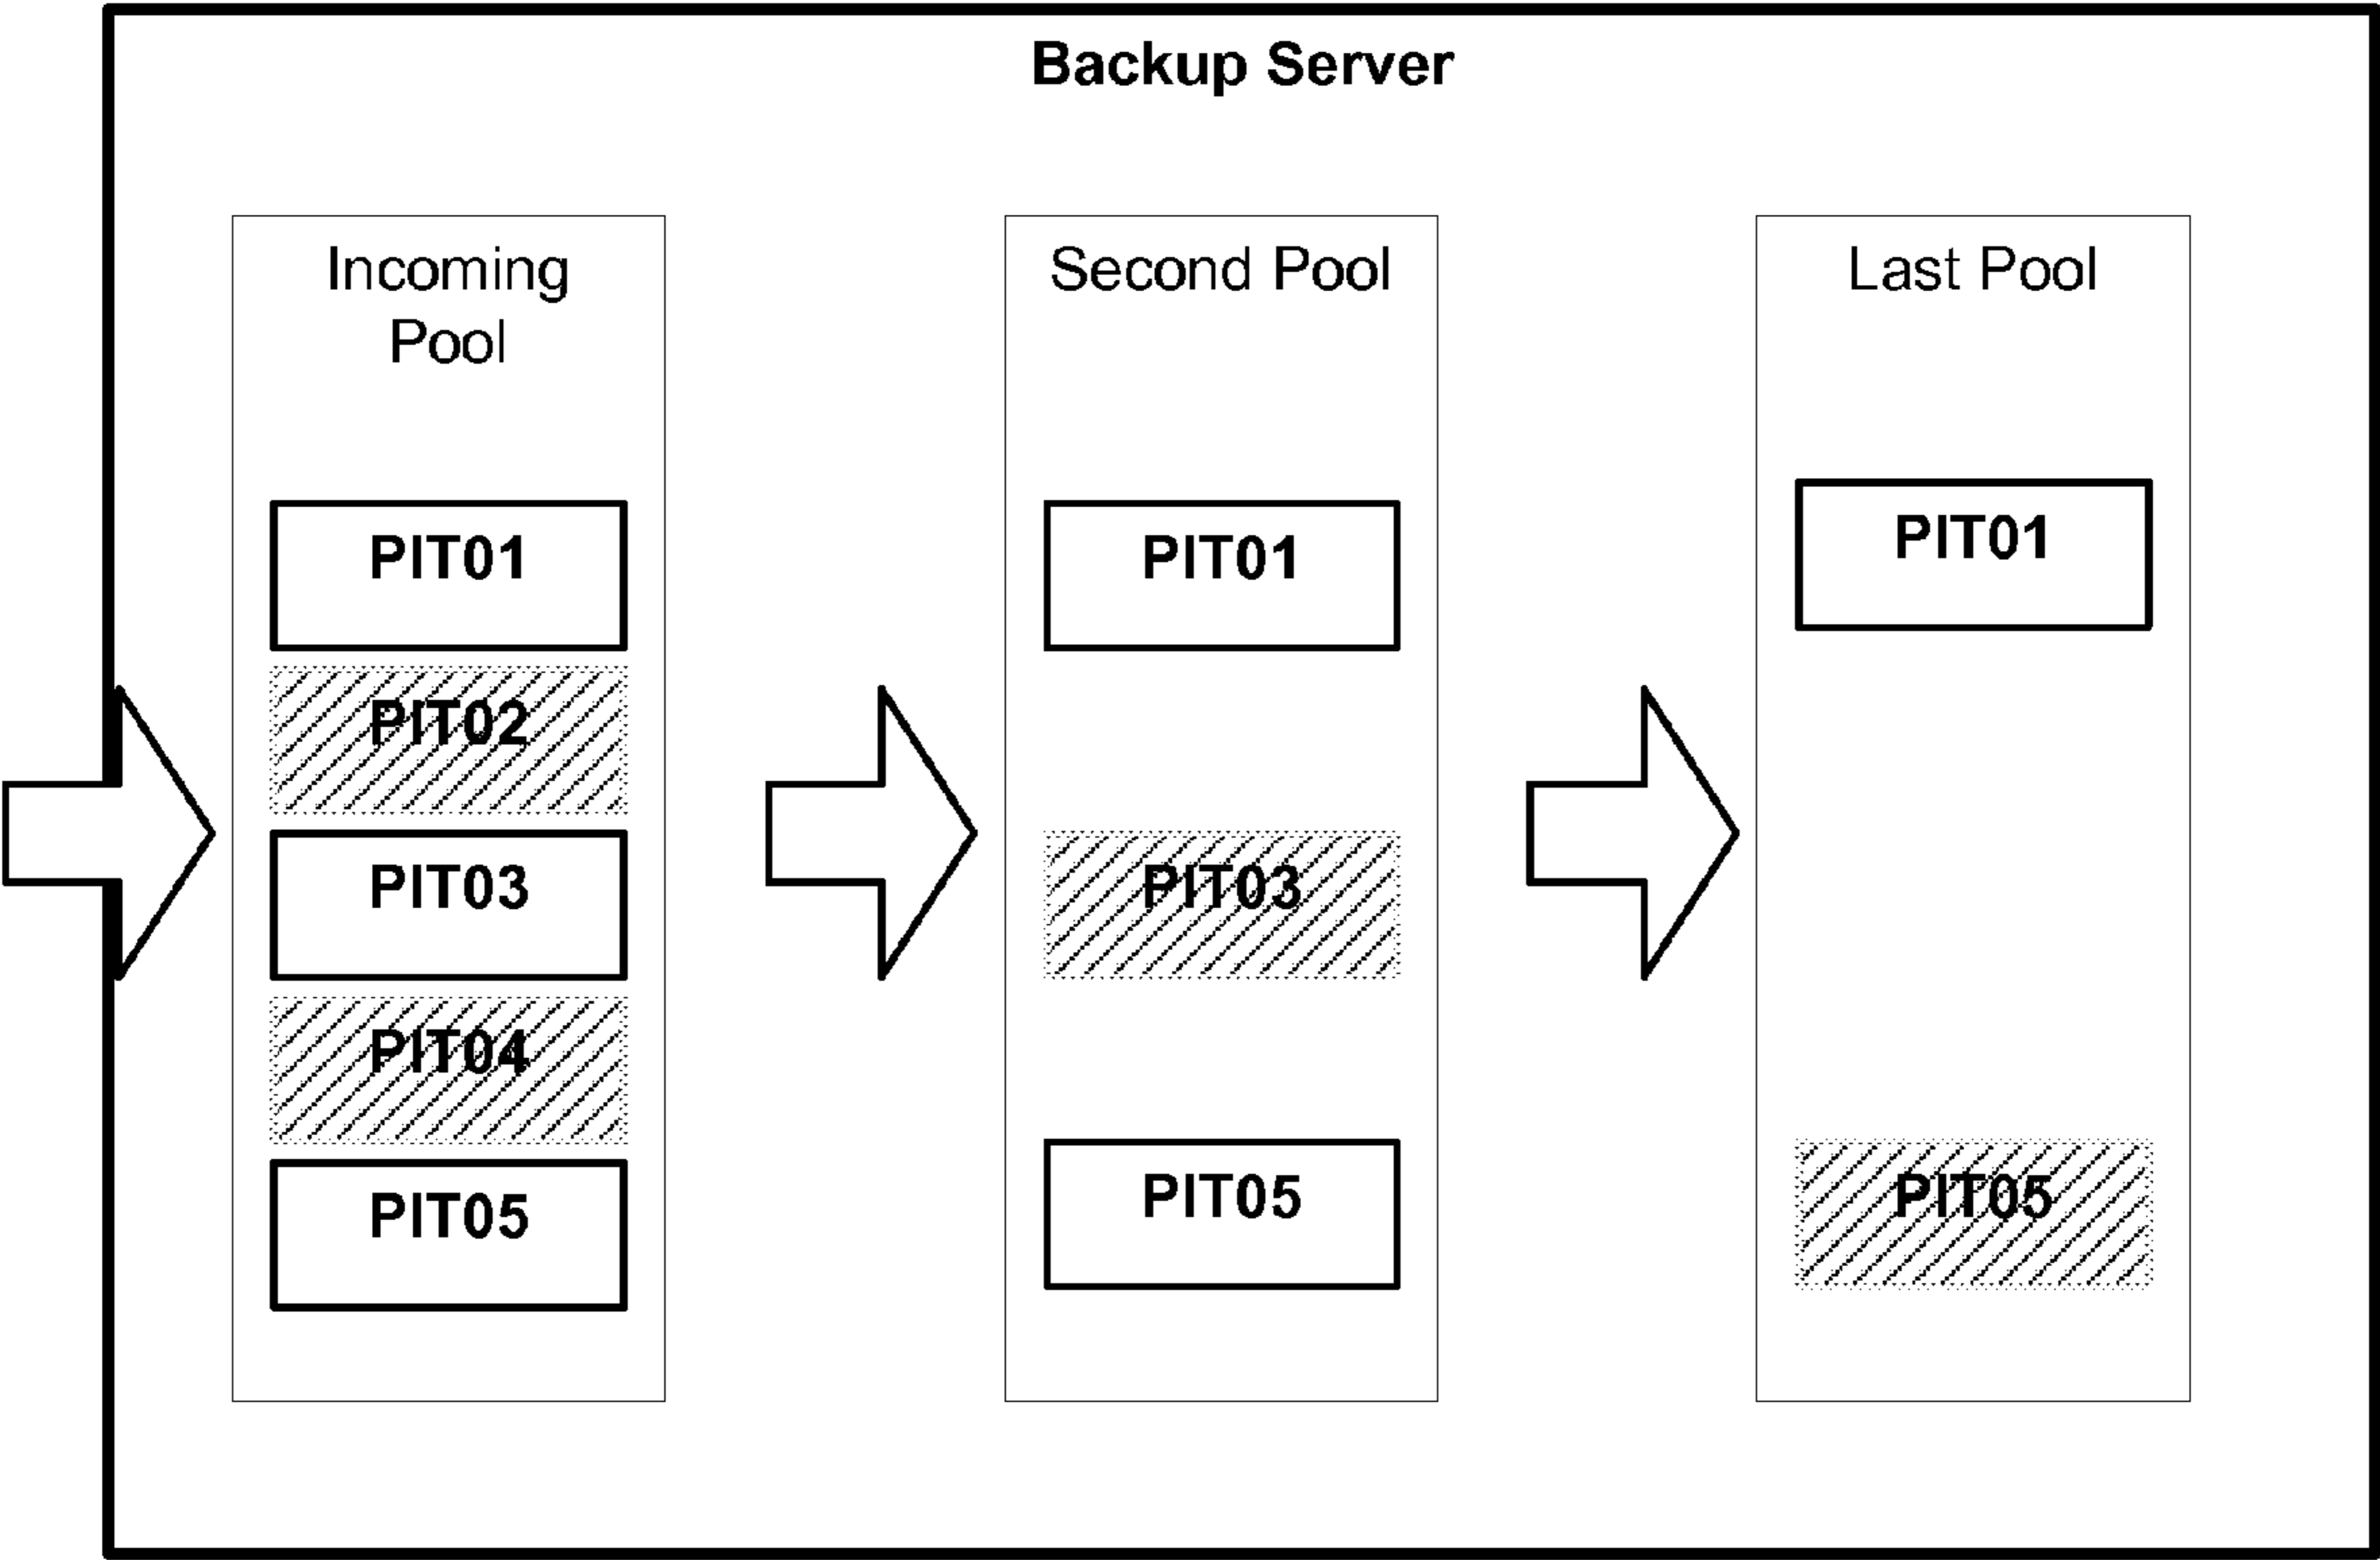 Backup Server
Incoming
Pool
PIT01
PIT02
PIT03
PIT04
PIT05
Second Pool
PIT01
PIT03
PIT05
Last Pool
PIT01
PIT05